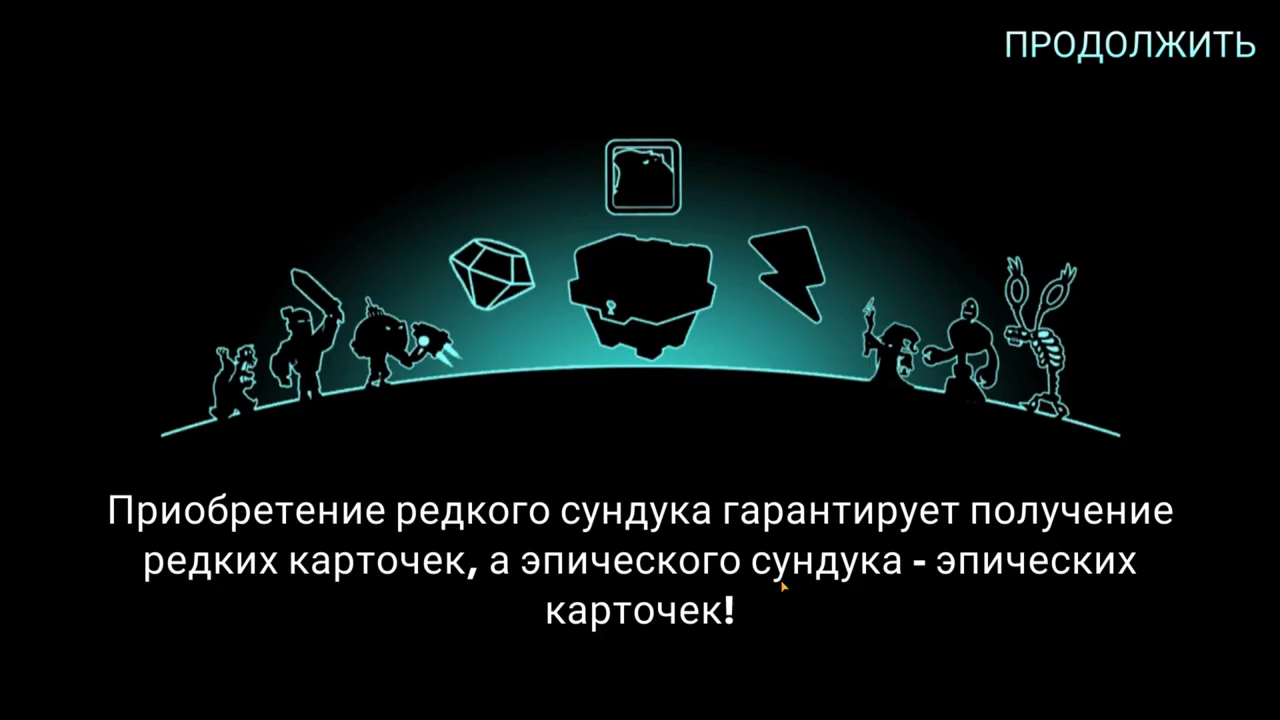 ПРОДОЛЖИТЬ
Приобретение редкого сундука гарантирует получение
редких карточек, а эпического сундука - эпических
карточек!